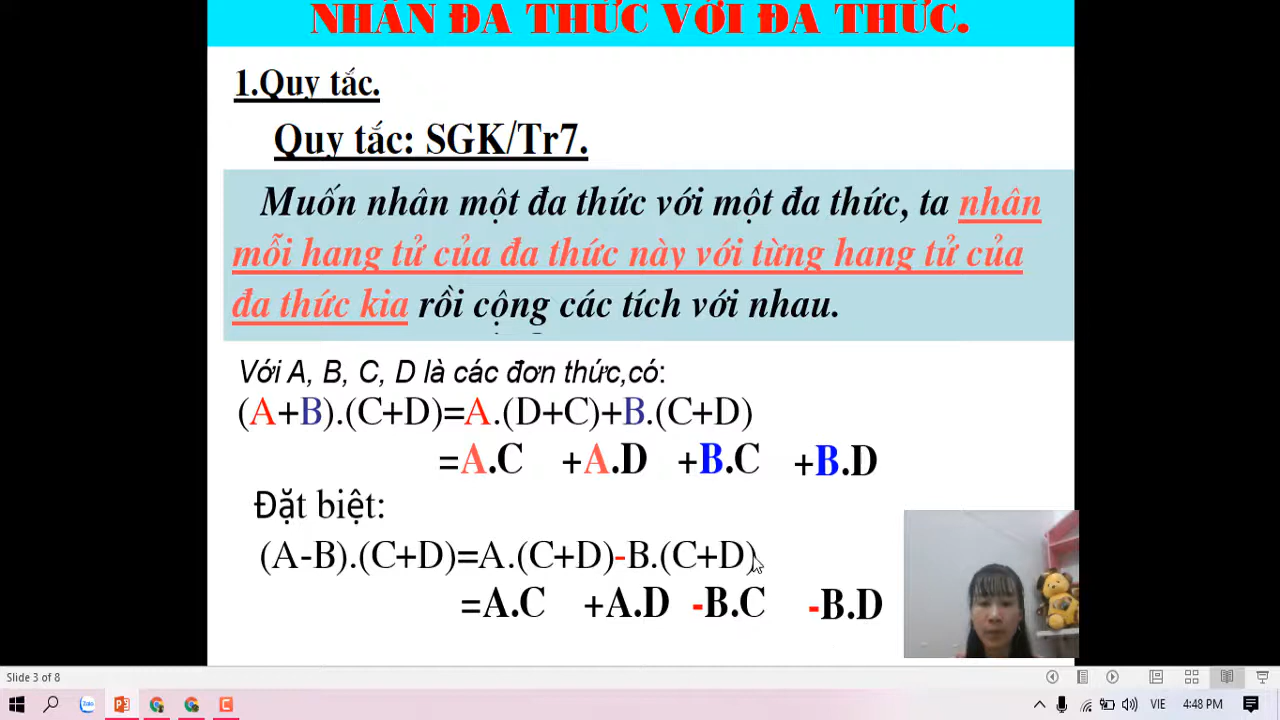 NHÂN ĐA THỨC VỚI ĐA THỨC.
1.Quy tắc.
Quy tắc: SGK/Tr7.
Muốn nhân một đa thức với một đa thức, ta nhân
mỗi hang tử của đa thức này với từng hang tử của
đa thức kia rồi cộng các tích với nhau.
Với A, B, C, D là các đơn thức,có:
(A+B).(C+D)=A.(D+C)+B.(C+D)
=A.C +A.D +B.C +B.D
Đặt biệt:
(A-B).(C+D)=A.(C+D)-B.(C+D)
=A.C +A.D -B.C -B.D
Slide 3 of 8
Zalo
VIE
4:48 PM